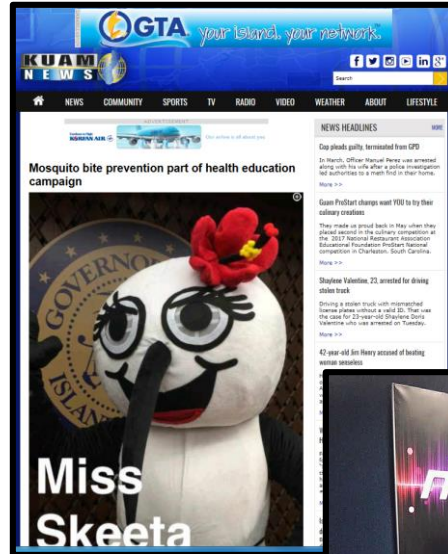 GTA your island. your network.
KUAM
NEWS
Search
NEWS COMMUNITY SPORTS TV RADIO VIDEO WEATHER ABOUT LIFESTYLE
ADVERTISEMENT
KOREAN AIR
NEWS HEADLINES
MORE
Mosquito bite prevention part of health education
campaign
GOVERNO
ISLAN
Miss
Skeeta
Cop pleads guilty, terminated from GPD
In March, Officer Manuel Perez was arrested
along with his wife after a police investigation
led authorities to a meth find in their home.
More >>
Guam ProStart champs want YOU to try their
culinary creations
They made us proud back in May when they
placed second in the culinary competition at
the 2017 National Restaurant Association
Educational Foundation ProStart National
competition in Charleston, South Carolina.
More >>
Shaylene Valentine, 23, arrested for driving
stolen truck
Driving a stolen truck with mismatched
license plates without a valid ID. That was
the case for 23-year-old Shaylene Doris
Valentine who was arrested on Tuesday.
More >>
42-year-old Jim Henry accused of beating
woman senseless